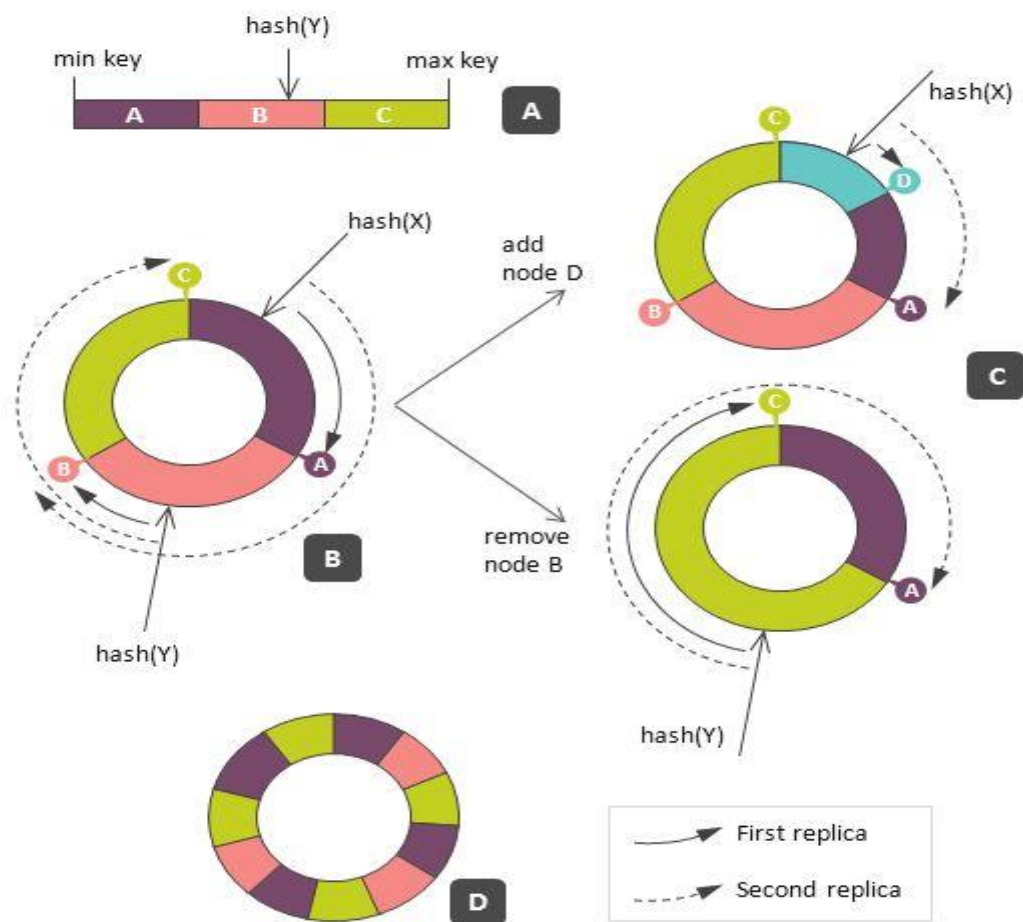 hash(Y)
min key
max key
A
B
C
A
hash(X)
C
D
B
A
add
node D
C
hash(X)
C
B
A
B
hash(Y)
remove
node B
C
A
hash(Y)
D
First replica
Second replica